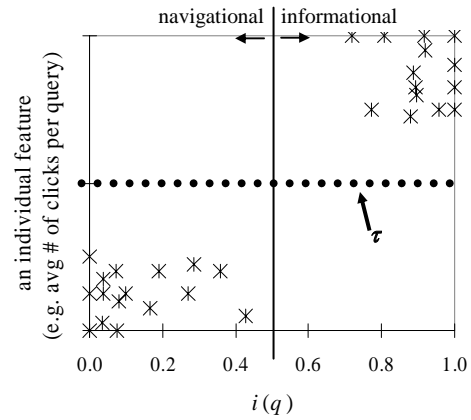 navigational informational
an individual feature
(e.g. avg # of clicks per query)
τ
0.0 0.2 0.4 0.6 0.8 1.0
i (q)